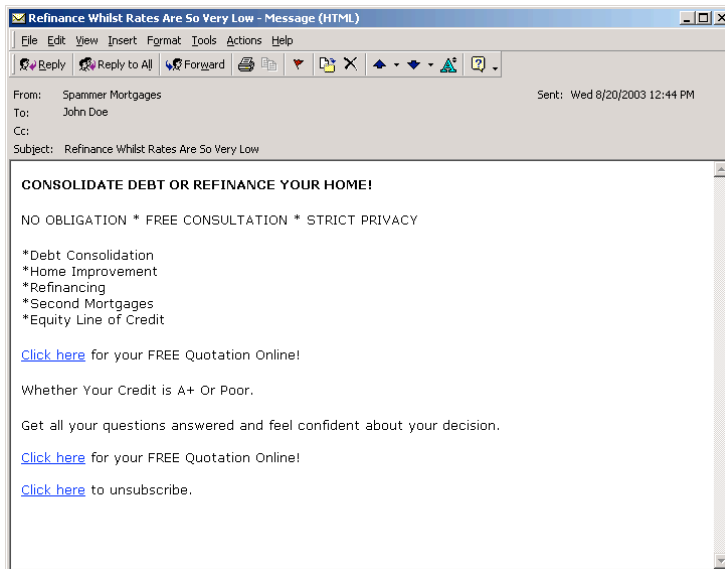 Refinance Whilst Rates Are So Very Low - Message (HTML)
File Edit View Insert Format Tools Actions Help
Reply Reply to All Forward
From: Spammer Mortgages Sent: Wed 8/20/2003 12:44 PM
To: John Doe
Cc:
Subject: Refinance Whilst Rates Are So Very Low
CONSOLIDATE DEBT OR REFINANCE YOUR HOME!
NO OBLIGATION * FREE CONSULTATION * STRICT PRIVACY
*Debt Consolidation
*Home Improvement
*Refinancing
*Second Mortgages
*Equity Line of Credit
Click here for your FREE Quotation Online!
Whether Your Credit is A+ Or Poor.
Get all your questions answered and feel confident about your decision.
Click here for your FREE Quotation Online!
Click here to unsubscribe.